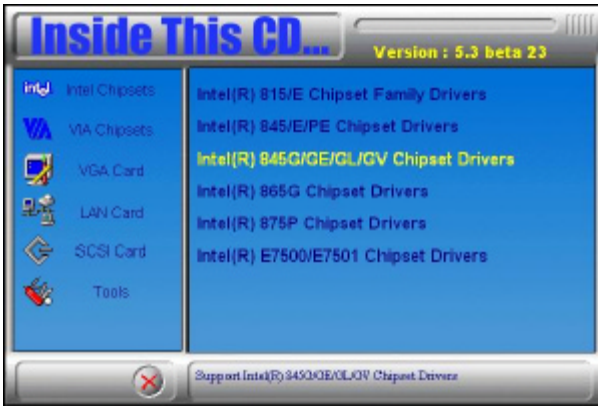 Inside This CD...
Version : 5.3 beta 23
intel Intel Chipsets
VIA VIA Chipsets
VGA Card
LAN Card
SCSI Card
Tools
Intel(R) 815/E Chipset Family Drivers
Intel(R) 845/E/PE Chipset Drivers
Intel(R) 845G/GE/GL/GV Chipset Drivers
Intel(R) 865G Chipset Drivers
Intel(R) 875P Chipset Drivers
Intel(R) E7500/E7501 Chipset Drivers
Support Intel(R) 845G/GE/GL/GV Chipset Drivers